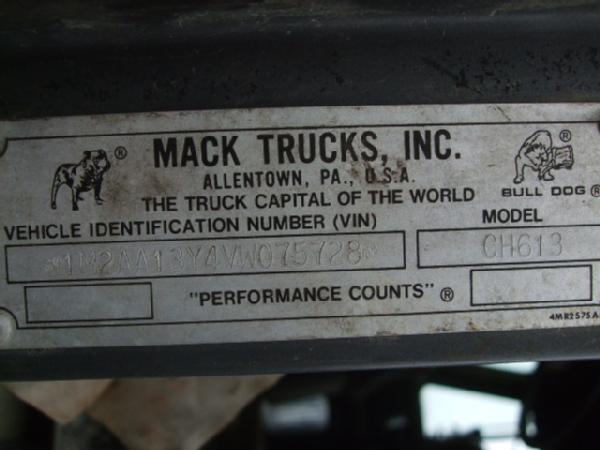 MACK TRUCKS, INC.
ALLENTOWN, PA., U.S.A.
THE TRUCK CAPITAL OF THE WORLD
BULL DOG ®
VEHICLE IDENTIFICATION NUMBER (VIN)
MODEL
*1M2AA13Y4VW075728*
CH613
"PERFORMANCE COUNTS" ®
4MR2575A